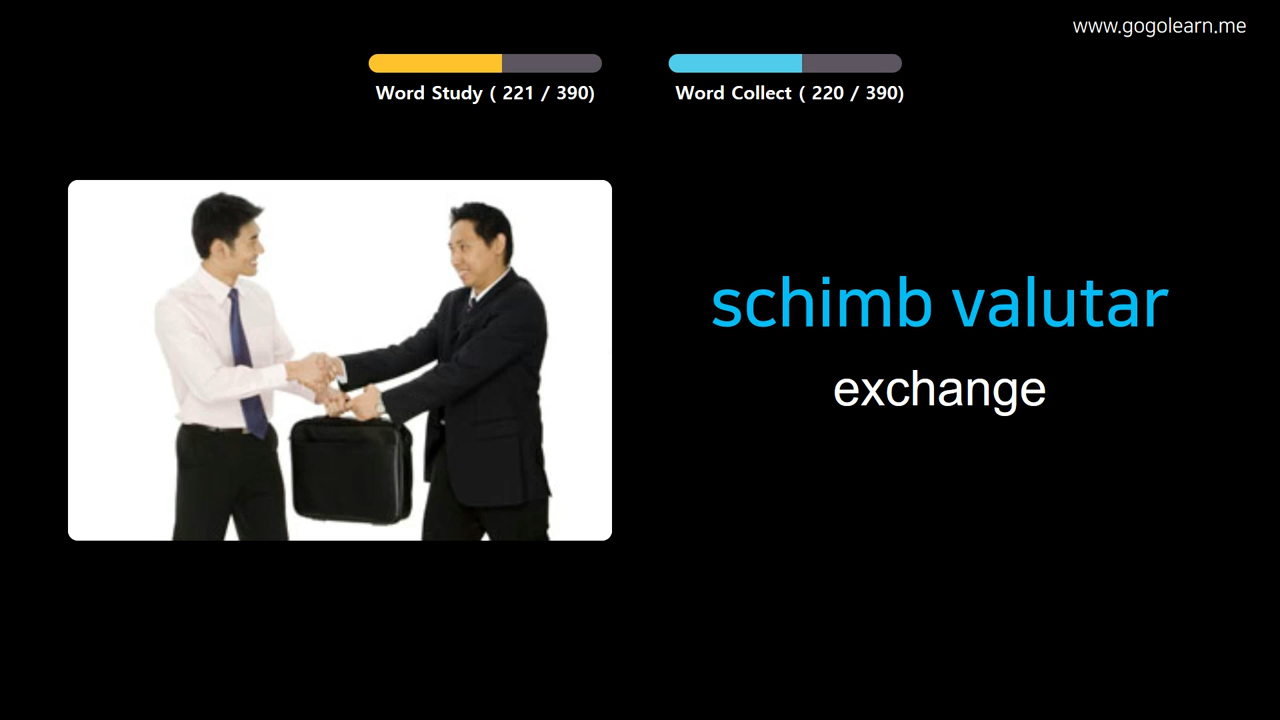 www.gogolearn.me
Word Study ( 221 / 390)
Word Collect ( 220 / 390)
schimb valutar
exchange